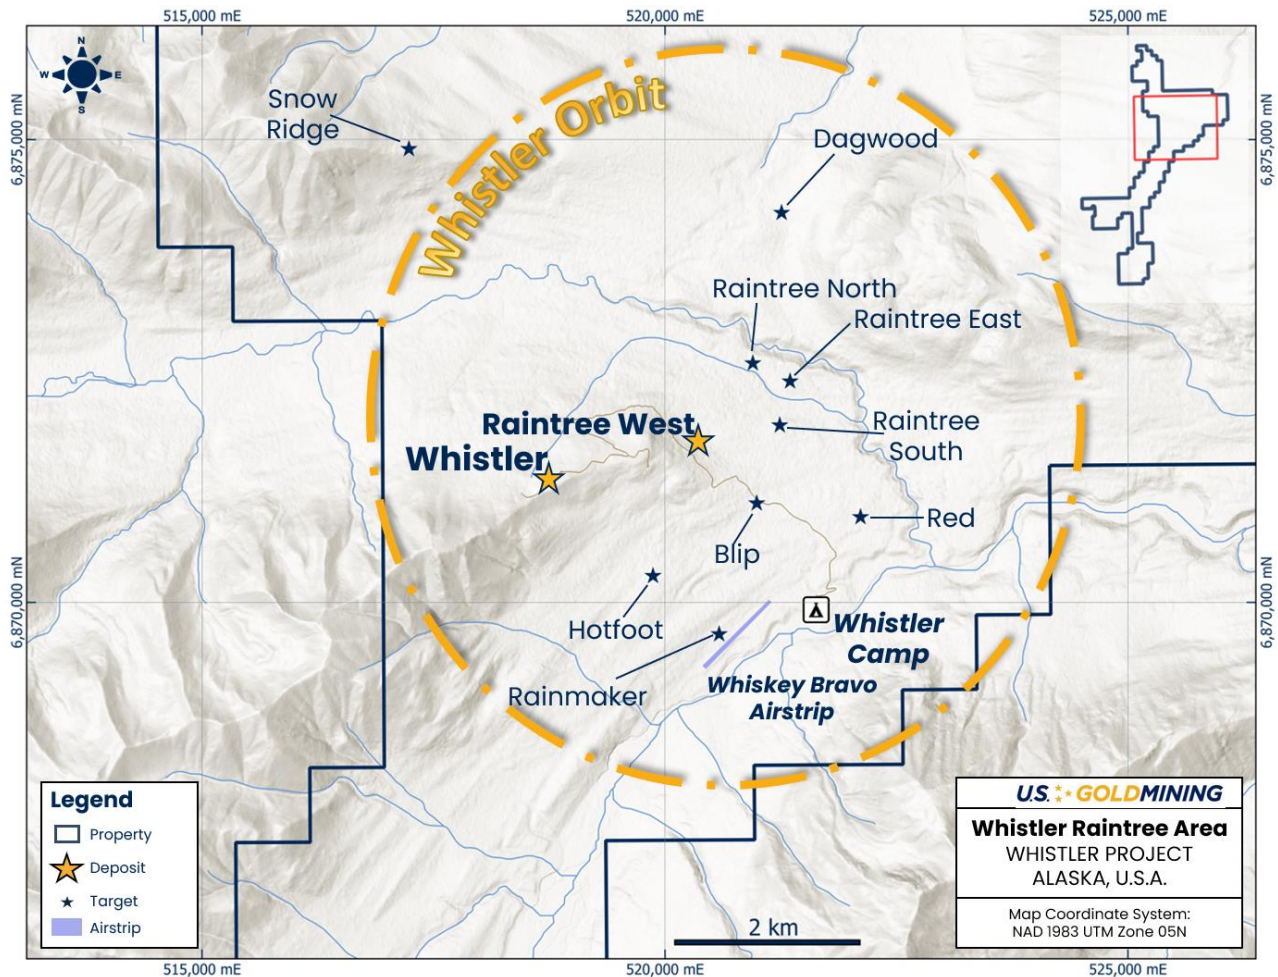 515,000 mE
520,000 mE
525,000 mE
6,875,000 mN
6,875,000 mN
N
W
E
S
Snow
Ridge
Whistler Orbit
Dagwood
Raintree North
Raintree East
Raintree West
Whistler
Raintree
South
Red
Blip
6,870,000 mN
6,870,000 mN
Hotfoot
Whistler
Camp
Rainmaker
Whiskey Bravo
Airstrip
Legend
Property
Deposit
Target
Airstrip
2 km
U.S. GOLDMINING
Whistler Raintree Area
WHISTLER PROJECT
ALASKA, U.S.A.
Map Coordinate System:
NAD 1983 UTM Zone 05N
515,000 mE
520,000 mE
525,000 mE